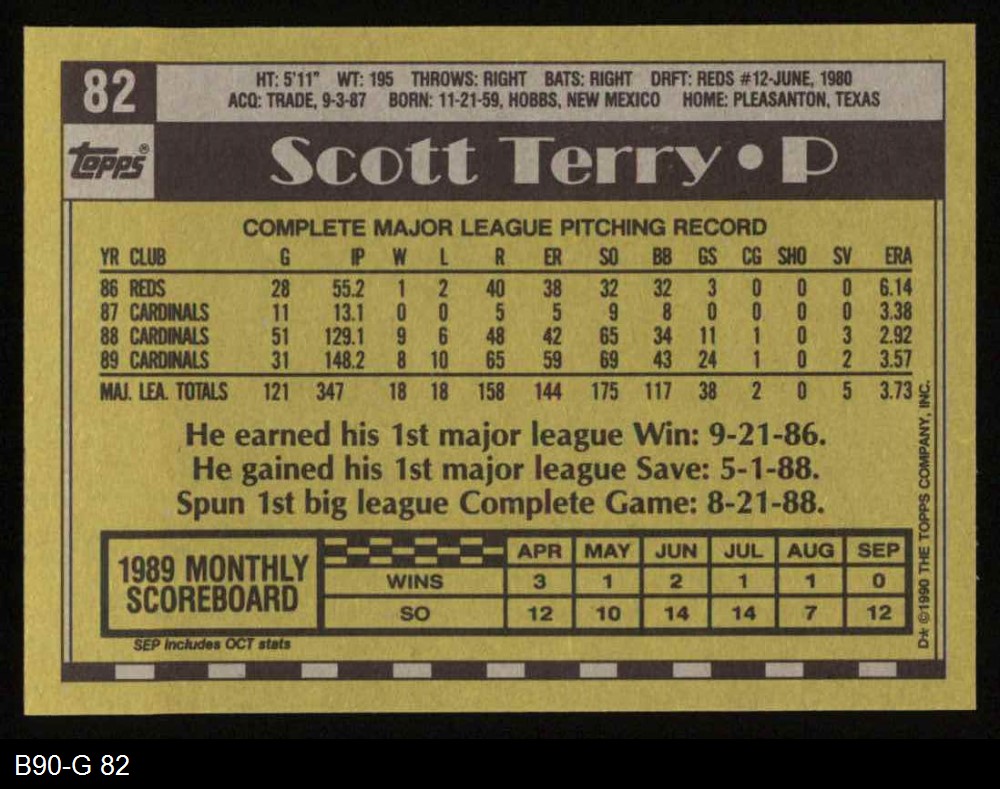 82
HT: 5'11" WT: 195 THROWS: RIGHT BATS: RIGHT DRFT: REDS #12-JUNE, 1980
ACQ: TRADE, 9-3-87 BORN: 11-21-59, HOBBS, NEW MEXICO HOME: PLEASANTON, TEXAS
Topps®
Scott Terry • P
COMPLETE MAJOR LEAGUE PITCHING RECORD
YR CLUB G IP W L R ER SO BB GS CG SHO SV ERA
86 REDS 28 55.2 1 2 40 38 32 32 3 0 0 0 6.14
87 CARDINALS 11 13.1 0 0 5 5 9 8 0 0 0 0 3.38
88 CARDINALS 51 129.1 9 6 48 42 65 34 11 1 0 3 2.92
89 CARDINALS 31 148.2 8 10 65 59 69 43 24 1 0 2 3.57
MAJ. LEA. TOTALS 121 347 18 18 158 144 175 117 38 2 0 5 3.73
He earned his 1st major league Win: 9-21-86.
He gained his 1st major league Save: 5-1-88.
Spun 1st big league Complete Game: 8-21-88.
1989 MONTHLY
SCOREBOARD
APR MAY JUN JUL AUG SEP
WINS 3 1 2 1 1 0
SO 12 10 14 14 7 12
SEP includes OCT stats
D* ©1990 THE TOPPS COMPANY, INC.
B90-G 82